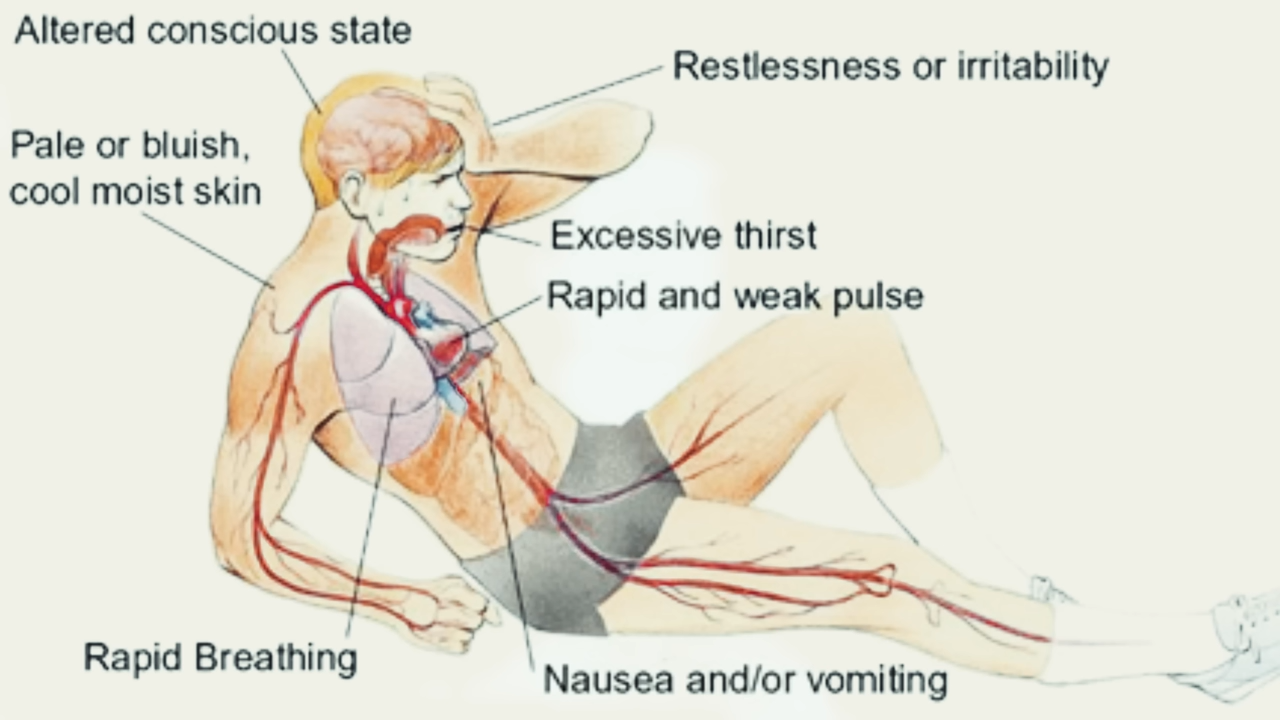 Altered conscious state
Restlessness or irritability
Pale or bluish,
cool moist skin
Excessive thirst
Rapid and weak pulse
Rapid Breathing
Nausea and/or vomiting